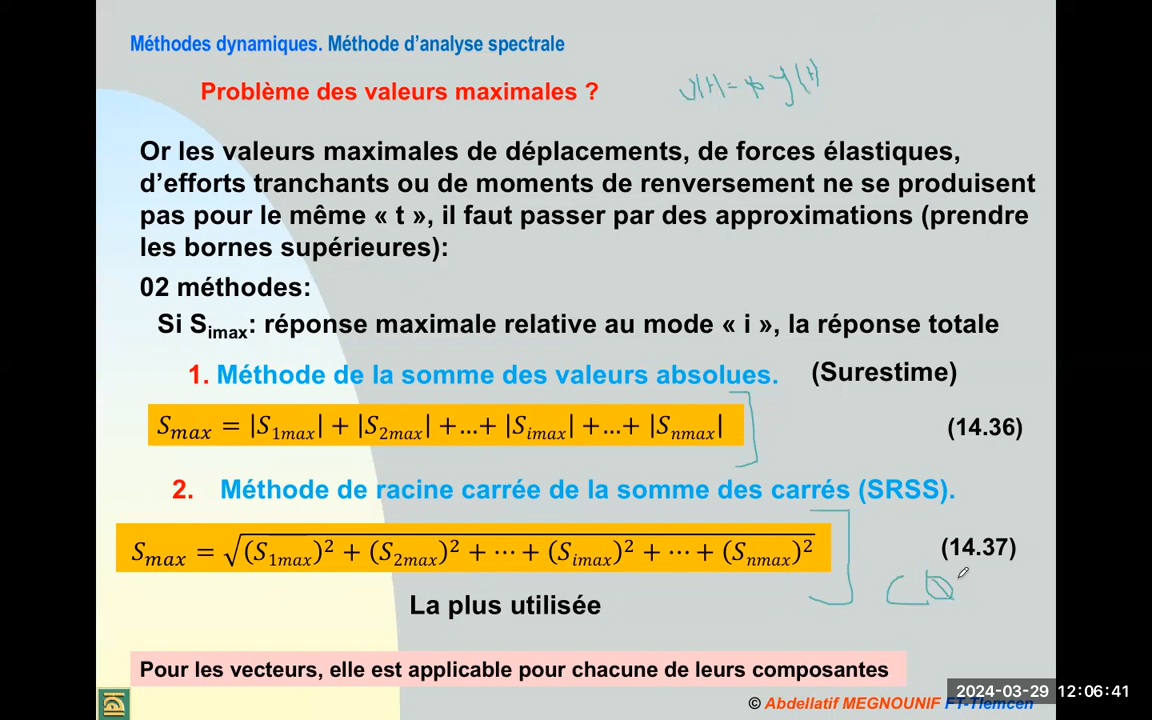 Méthodes dynamiques. Méthode d’analyse spectrale
Problème des valeurs maximales ?
Or les valeurs maximales de déplacements, de forces élastiques,
d’efforts tranchants ou de moments de renversement ne se produisent
pas pour le même « t », il faut passer par des approximations (prendre
les bornes supérieures):
02 méthodes:
Si Simax: réponse maximale relative au mode « i », la réponse totale
1. Méthode de la somme des valeurs absolues. (Surestime)
Smax = |S1max| + |S2max| +...+ |Simax| +...+ |Snmax| (14.36)
2. Méthode de racine carrée de la somme des carrés (SRSS).
Smax = √(S1max)² + (S2max)² + ⋯ + (Simax)² + ⋯ + (Snmax)² (14.37)
La plus utilisée
Pour les vecteurs, elle est applicable pour chacune de leurs composantes
2024-03-29 12:06:41
© Abdellatif MEGNOUNIF FT-Tlemcen